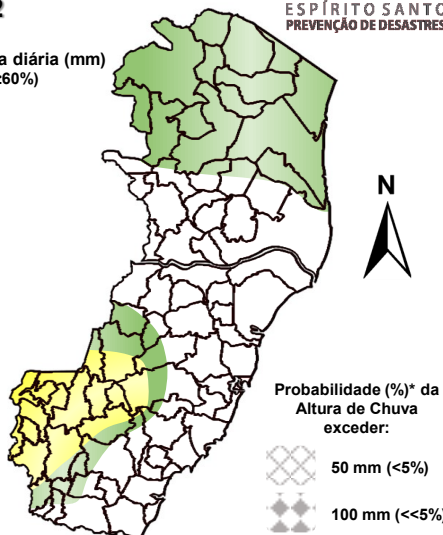 ESPÍRITO SANTO
PREVENÇÃO DE DESASTRES
a diária (mm)
60%)
N
Probabilidade (%)* da
Altura de Chuva
exceder:
50 mm (<5%)
100 mm (<<5%)